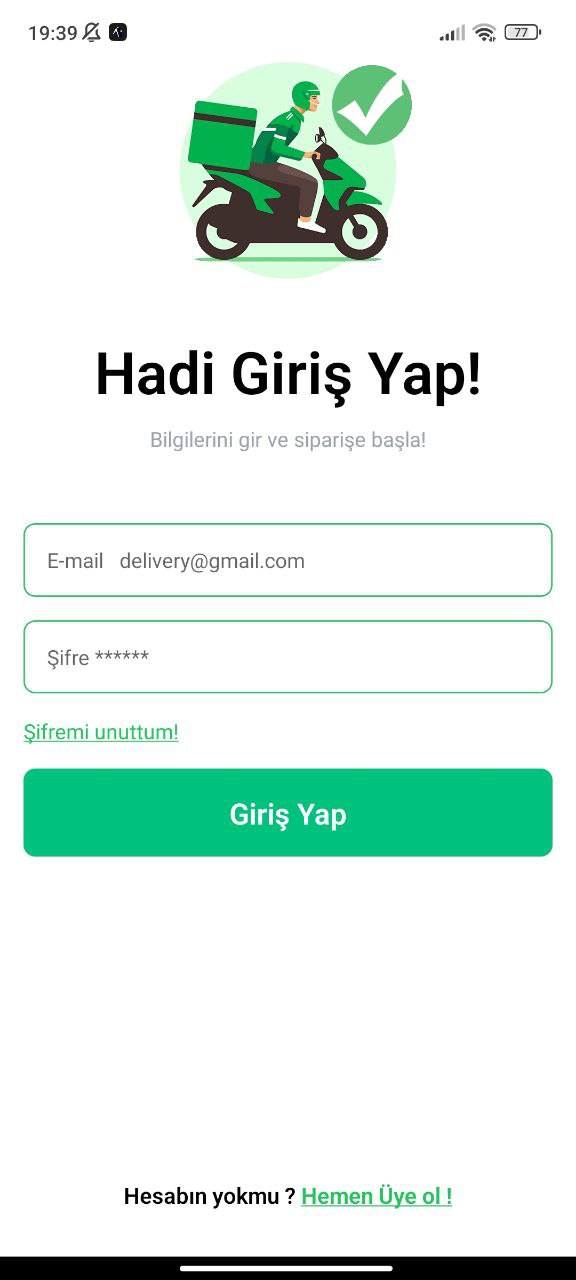 19:39
77
Hadi Giriş Yap!
Bilgilerini gir ve siparişe başla!
E-mail delivery@gmail.com
Şifre ******
Şifremi unuttum!
Giriş Yap
Hesabın yokmu ? Hemen Üye ol !